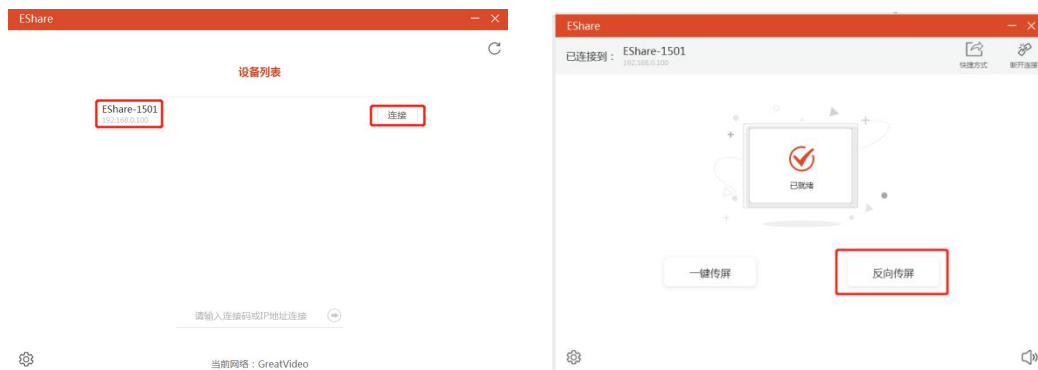 EShare
设备列表
EShare-1501
192.168.0.100
连接
请输入连接码或IP地址连接
当前网络：GreatVideo
EShare
已连接到： EShare-1501
192.168.0.100
快捷方式
断开连接
已就绪
一键传屏
反向传屏